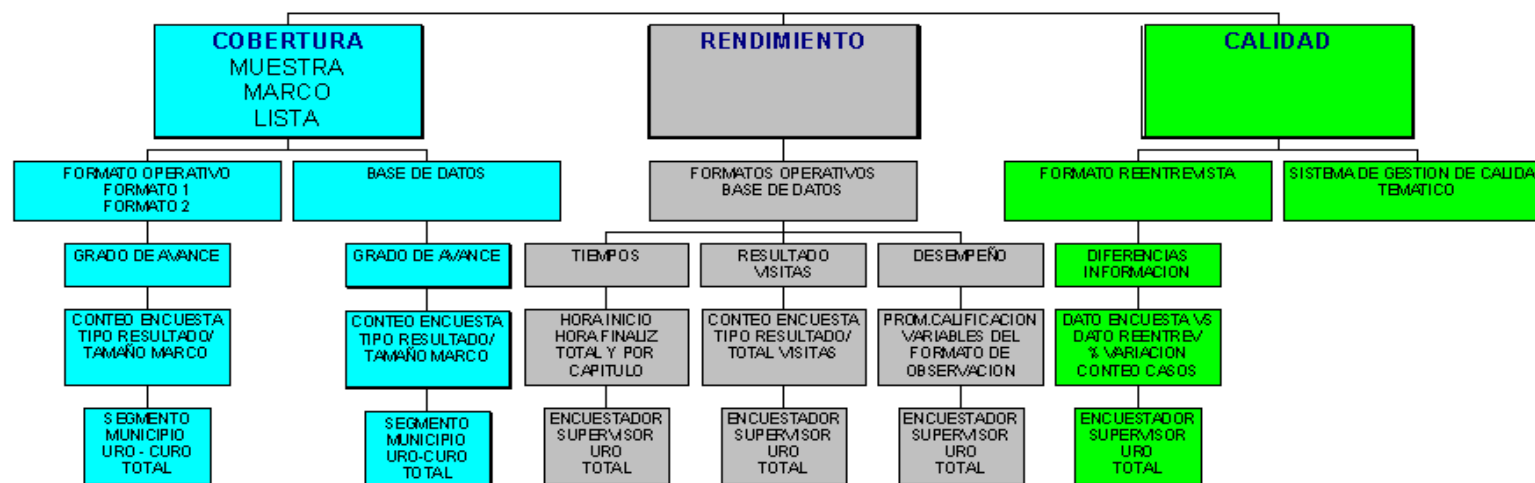 COBERTURA
MUESTRA
MARCO
LISTA
RENDIMIENTO
CALIDAD
FORMATO OPERATIVO
FORMATO 1
FORMATO 2
BASE DE DATOS
FORMATOS OPERATIVOS
BASE DE DATOS
FORMATO REENTREVISTA
SISTEMA DE GESTION DE CALIDA
TEMATICO
GRADO DE AVANCE
GRADO DE AVANCE
TIEMPOS
RESULTADO
VISITAS
DESEMPEÑO
DIFERENCIAS
INFORMACION
CONTEO ENCUESTA
TIPO RESULTADO/
TAMAÑO MARCO
CONTEO ENCUESTA
TIPO RESULTADO/
TAMAÑO MARCO
HORA INICIO
HORA FINALIZ
TOTAL Y POR
CAPITULO
CONTEO ENCUESTA
TIPO RESULTADO/
TOTAL VISITAS
PROM.CALIFICACION
VARIABLES DEL
FORMATO DE
OBSERVACION
DATO ENCUESTA VS
DATO REENTREV
% VARIACION
CONTEO CASOS
SEGMENTO
MUNICIPIO
URO - CURO
TOTAL
SEGMENTO
MUNICIPIO
URO-CURO
TOTAL
ENCUESTADOR
SUPERVISOR
URO
TOTAL
ENCUESTADOR
SUPERVISOR
URO
TOTAL
ENCUESTADOR
SUPERVISOR
URO
TOTAL
ENCUESTADOR
SUPERVISOR
URO
TOTAL